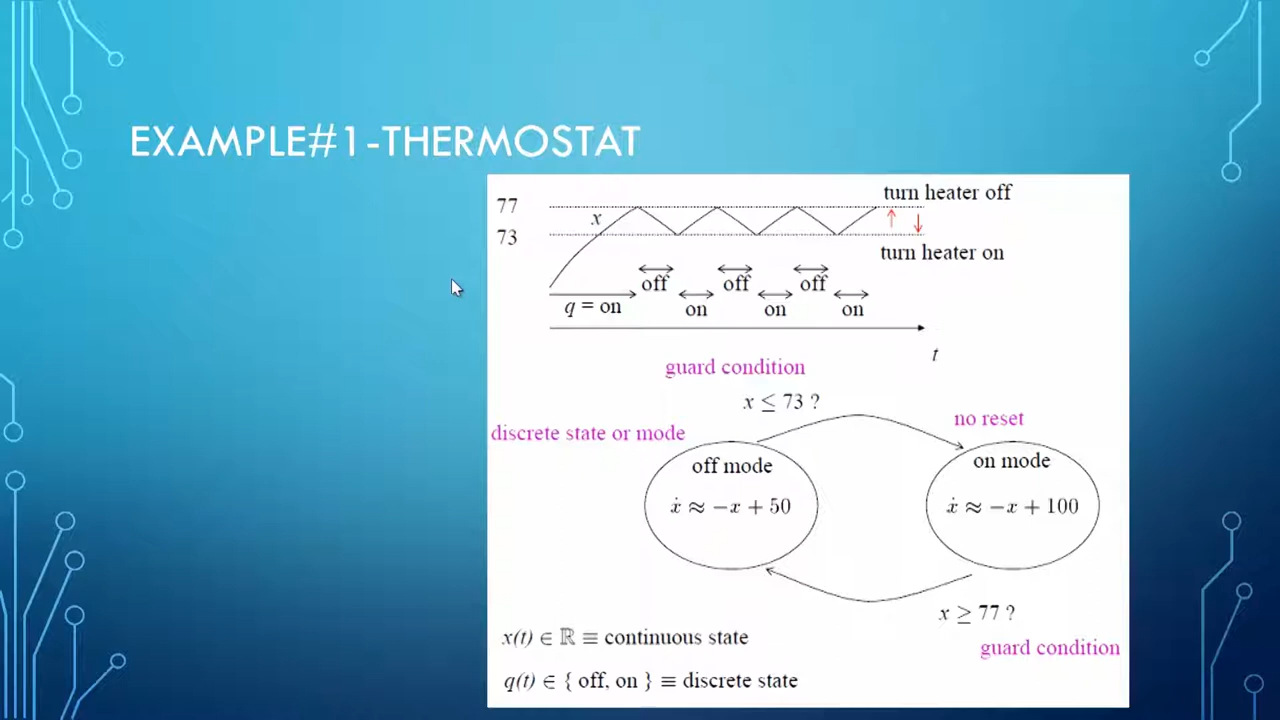 EXAMPLE#1-THERMOSTAT
turn heater off
77
x
73
turn heater on
off off off
q = on on on on
t
guard condition
x ≤ 73 ?
no reset
discrete state or mode
off mode on mode
ẋ ≈ −x + 50 ẋ ≈ −x + 100
x ≥ 77 ?
x(t) ∈ ℝ ≡ continuous state
guard condition
q(t) ∈ { off, on } ≡ discrete state